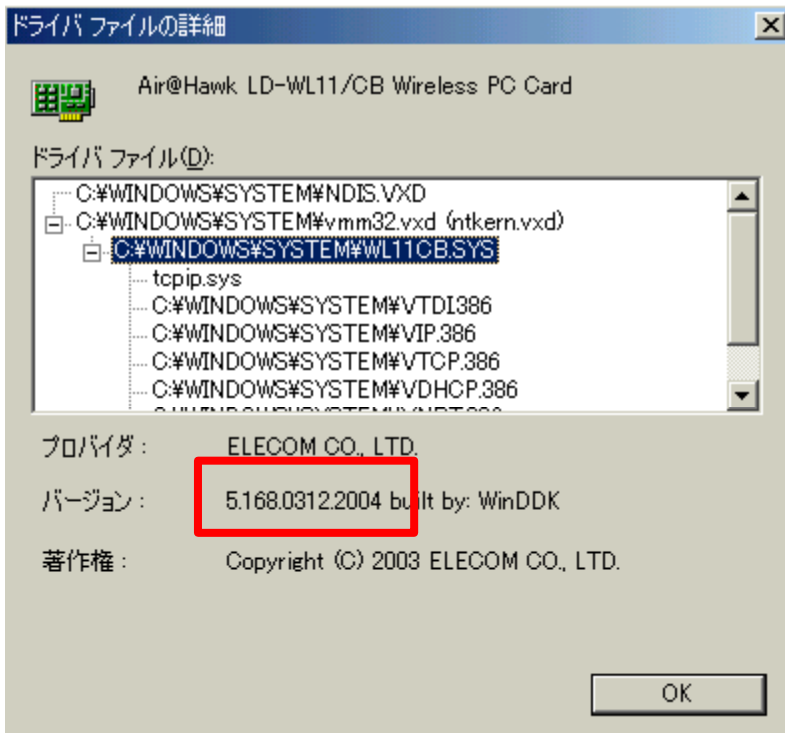 ドライバ ファイルの詳細
Air@Hawk LD-WL11/CB Wireless PC Card
ドライバ ファイル(D):
C:¥WINDOWS¥SYSTEM¥NDIS.VXD
C:¥WINDOWS¥SYSTEM¥vmm32.vxd (ntkern.vxd)
C:¥WINDOWS¥SYSTEM¥WL11CB.SYS
tcpip.sys
C:¥WINDOWS¥SYSTEM¥VTDI.386
C:¥WINDOWS¥SYSTEM¥VIP.386
C:¥WINDOWS¥SYSTEM¥VTCP.386
C:¥WINDOWS¥SYSTEM¥VDHCP.386
プロバイダ : ELECOM CO., LTD.
バージョン : 5.168.0312.2004 built by: WinDDK
著作権 : Copyright (C) 2003 ELECOM CO., LTD.
OK